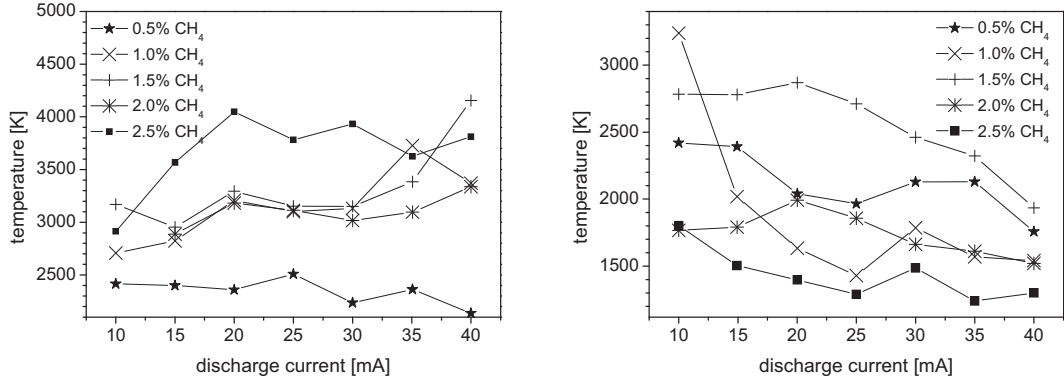 5000
4500
4000
3500
3000
2500
temperature [K]
0.5% CH4
1.0% CH4
1.5% CH4
2.0% CH4
2.5% CH4
10 15 20 25 30 35 40
discharge current [mA]
3000
2500
2000
1500
temperature [K]
0.5% CH4
1.0% CH4
1.5% CH4
2.0% CH4
2.5% CH4
10 15 20 25 30 35 40
discharge current [mA]